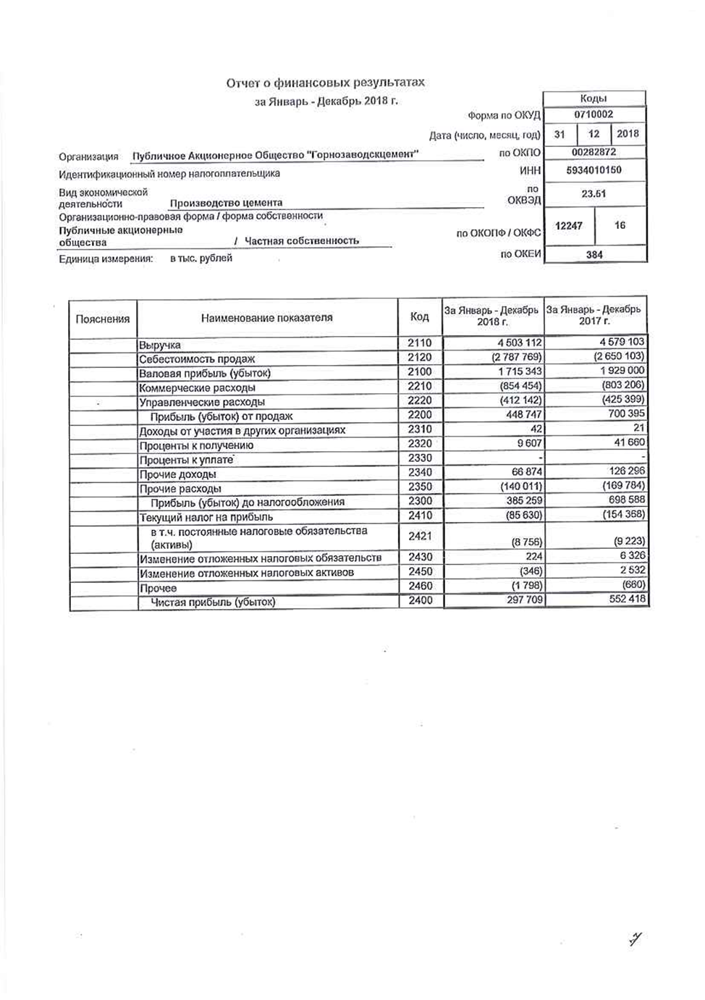 Отчет о финансовых результатах
за Январь - Декабрь 2018 г.
Коды
Форма по ОКУД 0710002
Дата (число, месяц, год) 31 12 2018
Организация Публичное Акционерное Общество "Горнозаводскцемент" по ОКПО 00282872
Идентификационный номер налогоплательщика ИНН 5934010150
Вид экономической деятельности Производство цемента по ОКВЭД 23.51
Организационно-правовая форма / форма собственности
Публичные акционерные общества / Частная собственность по ОКОПФ / ОКФС 12247 16
Единица измерения: в тыс. рублей по ОКЕИ 384
Пояснения Наименование показателя Код За Январь - Декабрь 2018 г. За Январь - Декабрь 2017 г.
Выручка 2110 4 503 112 4 579 103
Себестоимость продаж 2120 (2 787 769) (2 650 103)
Валовая прибыль (убыток) 2100 1 715 343 1 929 000
Коммерческие расходы 2210 (854 454) (803 206)
Управленческие расходы 2220 (412 142) (425 399)
Прибыль (убыток) от продаж 2200 448 747 700 395
Доходы от участия в других организациях 2310 42 21
Проценты к получению 2320 9 607 41 660
Проценты к уплате 2330 - -
Прочие доходы 2340 66 874 126 296
Прочие расходы 2350 (140 011) (169 784)
Прибыль (убыток) до налогообложения 2300 385 259 698 588
Текущий налог на прибыль 2410 (85 630) (154 368)
в т.ч. постоянные налоговые обязательства (активы) 2421 (8 756) (9 223)
Изменение отложенных налоговых обязательств 2430 224 6 326
Изменение отложенных налоговых активов 2450 (346) 2 532
Прочее 2460 (1 798) (660)
Чистая прибыль (убыток) 2400 297 709 552 418